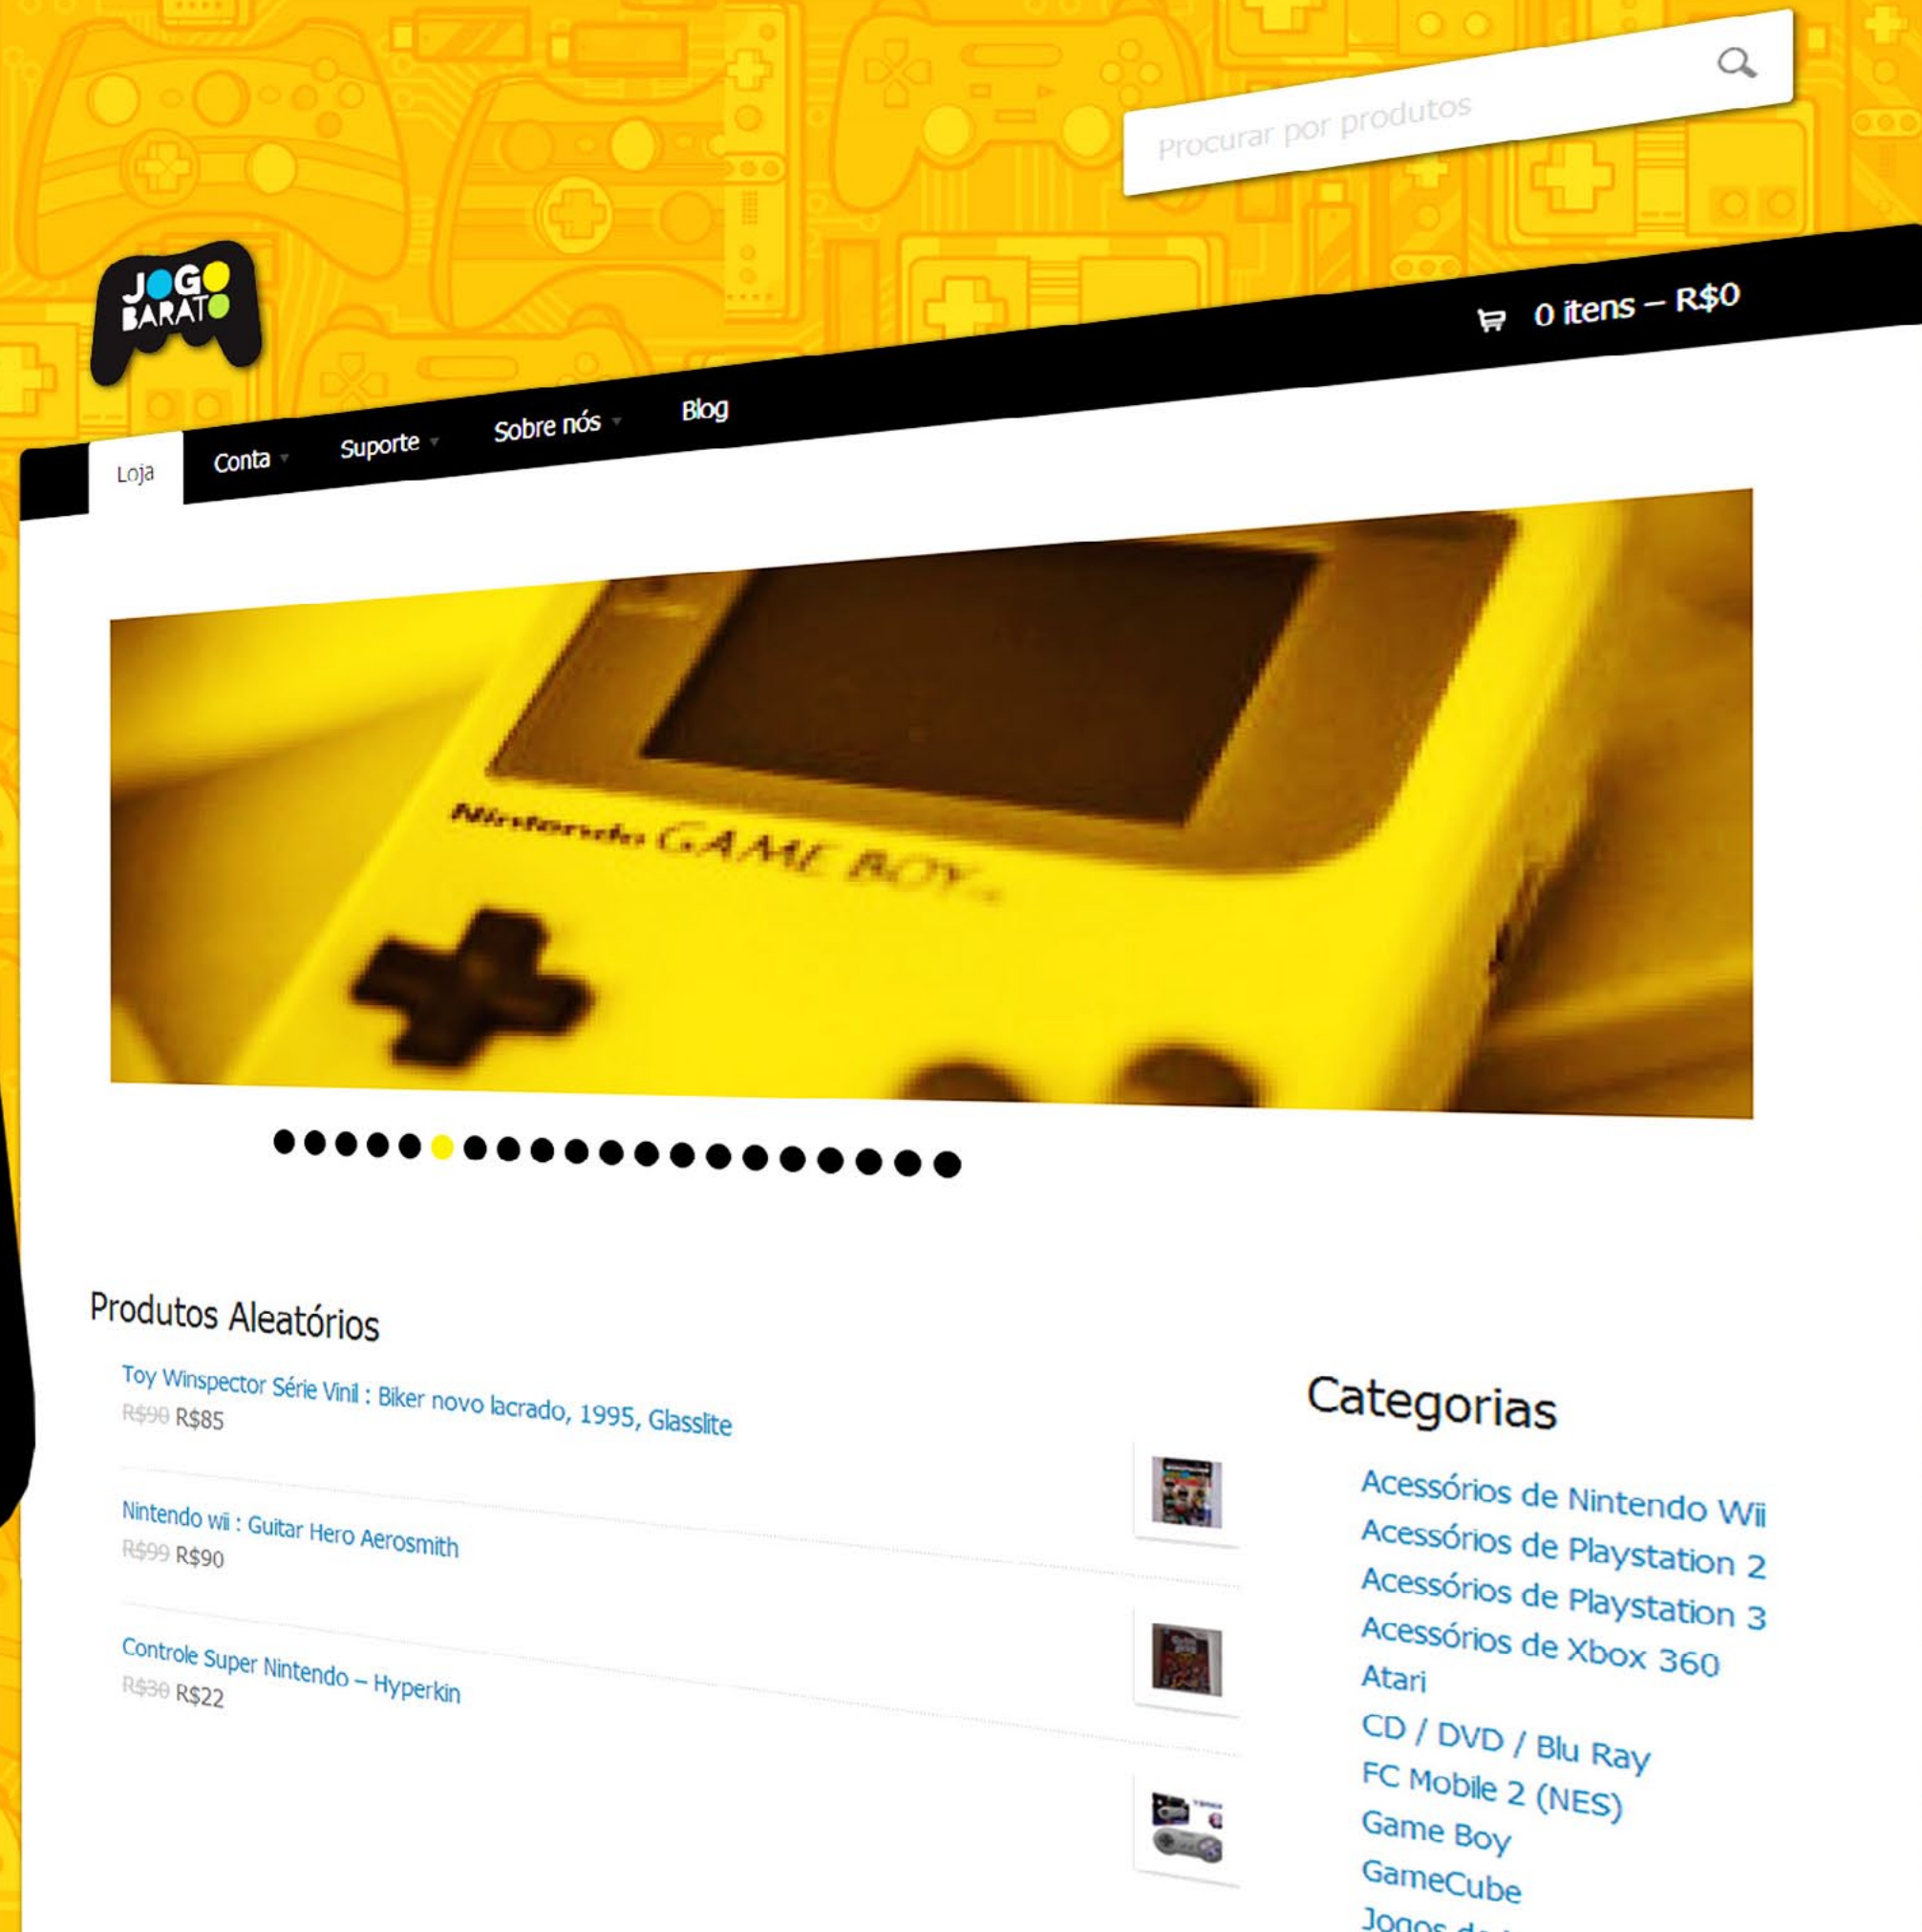 Procurar por produtos
JOGO
BARATO
0 itens – R$0
Loja
Conta
Suporte
Sobre nós
Blog
Nintendo GAME BOY
Produtos Aleatórios
Toy Winspector Série Vinil : Biker novo lacrado, 1995, Glasslite
R$90 R$85
Nintendo wii : Guitar Hero Aerosmith
R$99 R$90
Controle Super Nintendo – Hyperkin
R$30 R$22
Categorias
Acessórios de Nintendo Wii
Acessórios de Playstation 2
Acessórios de Playstation 3
Acessórios de Xbox 360
Atari
CD / DVD / Blu Ray
FC Mobile 2 (NES)
Game Boy
GameCube
Jogos